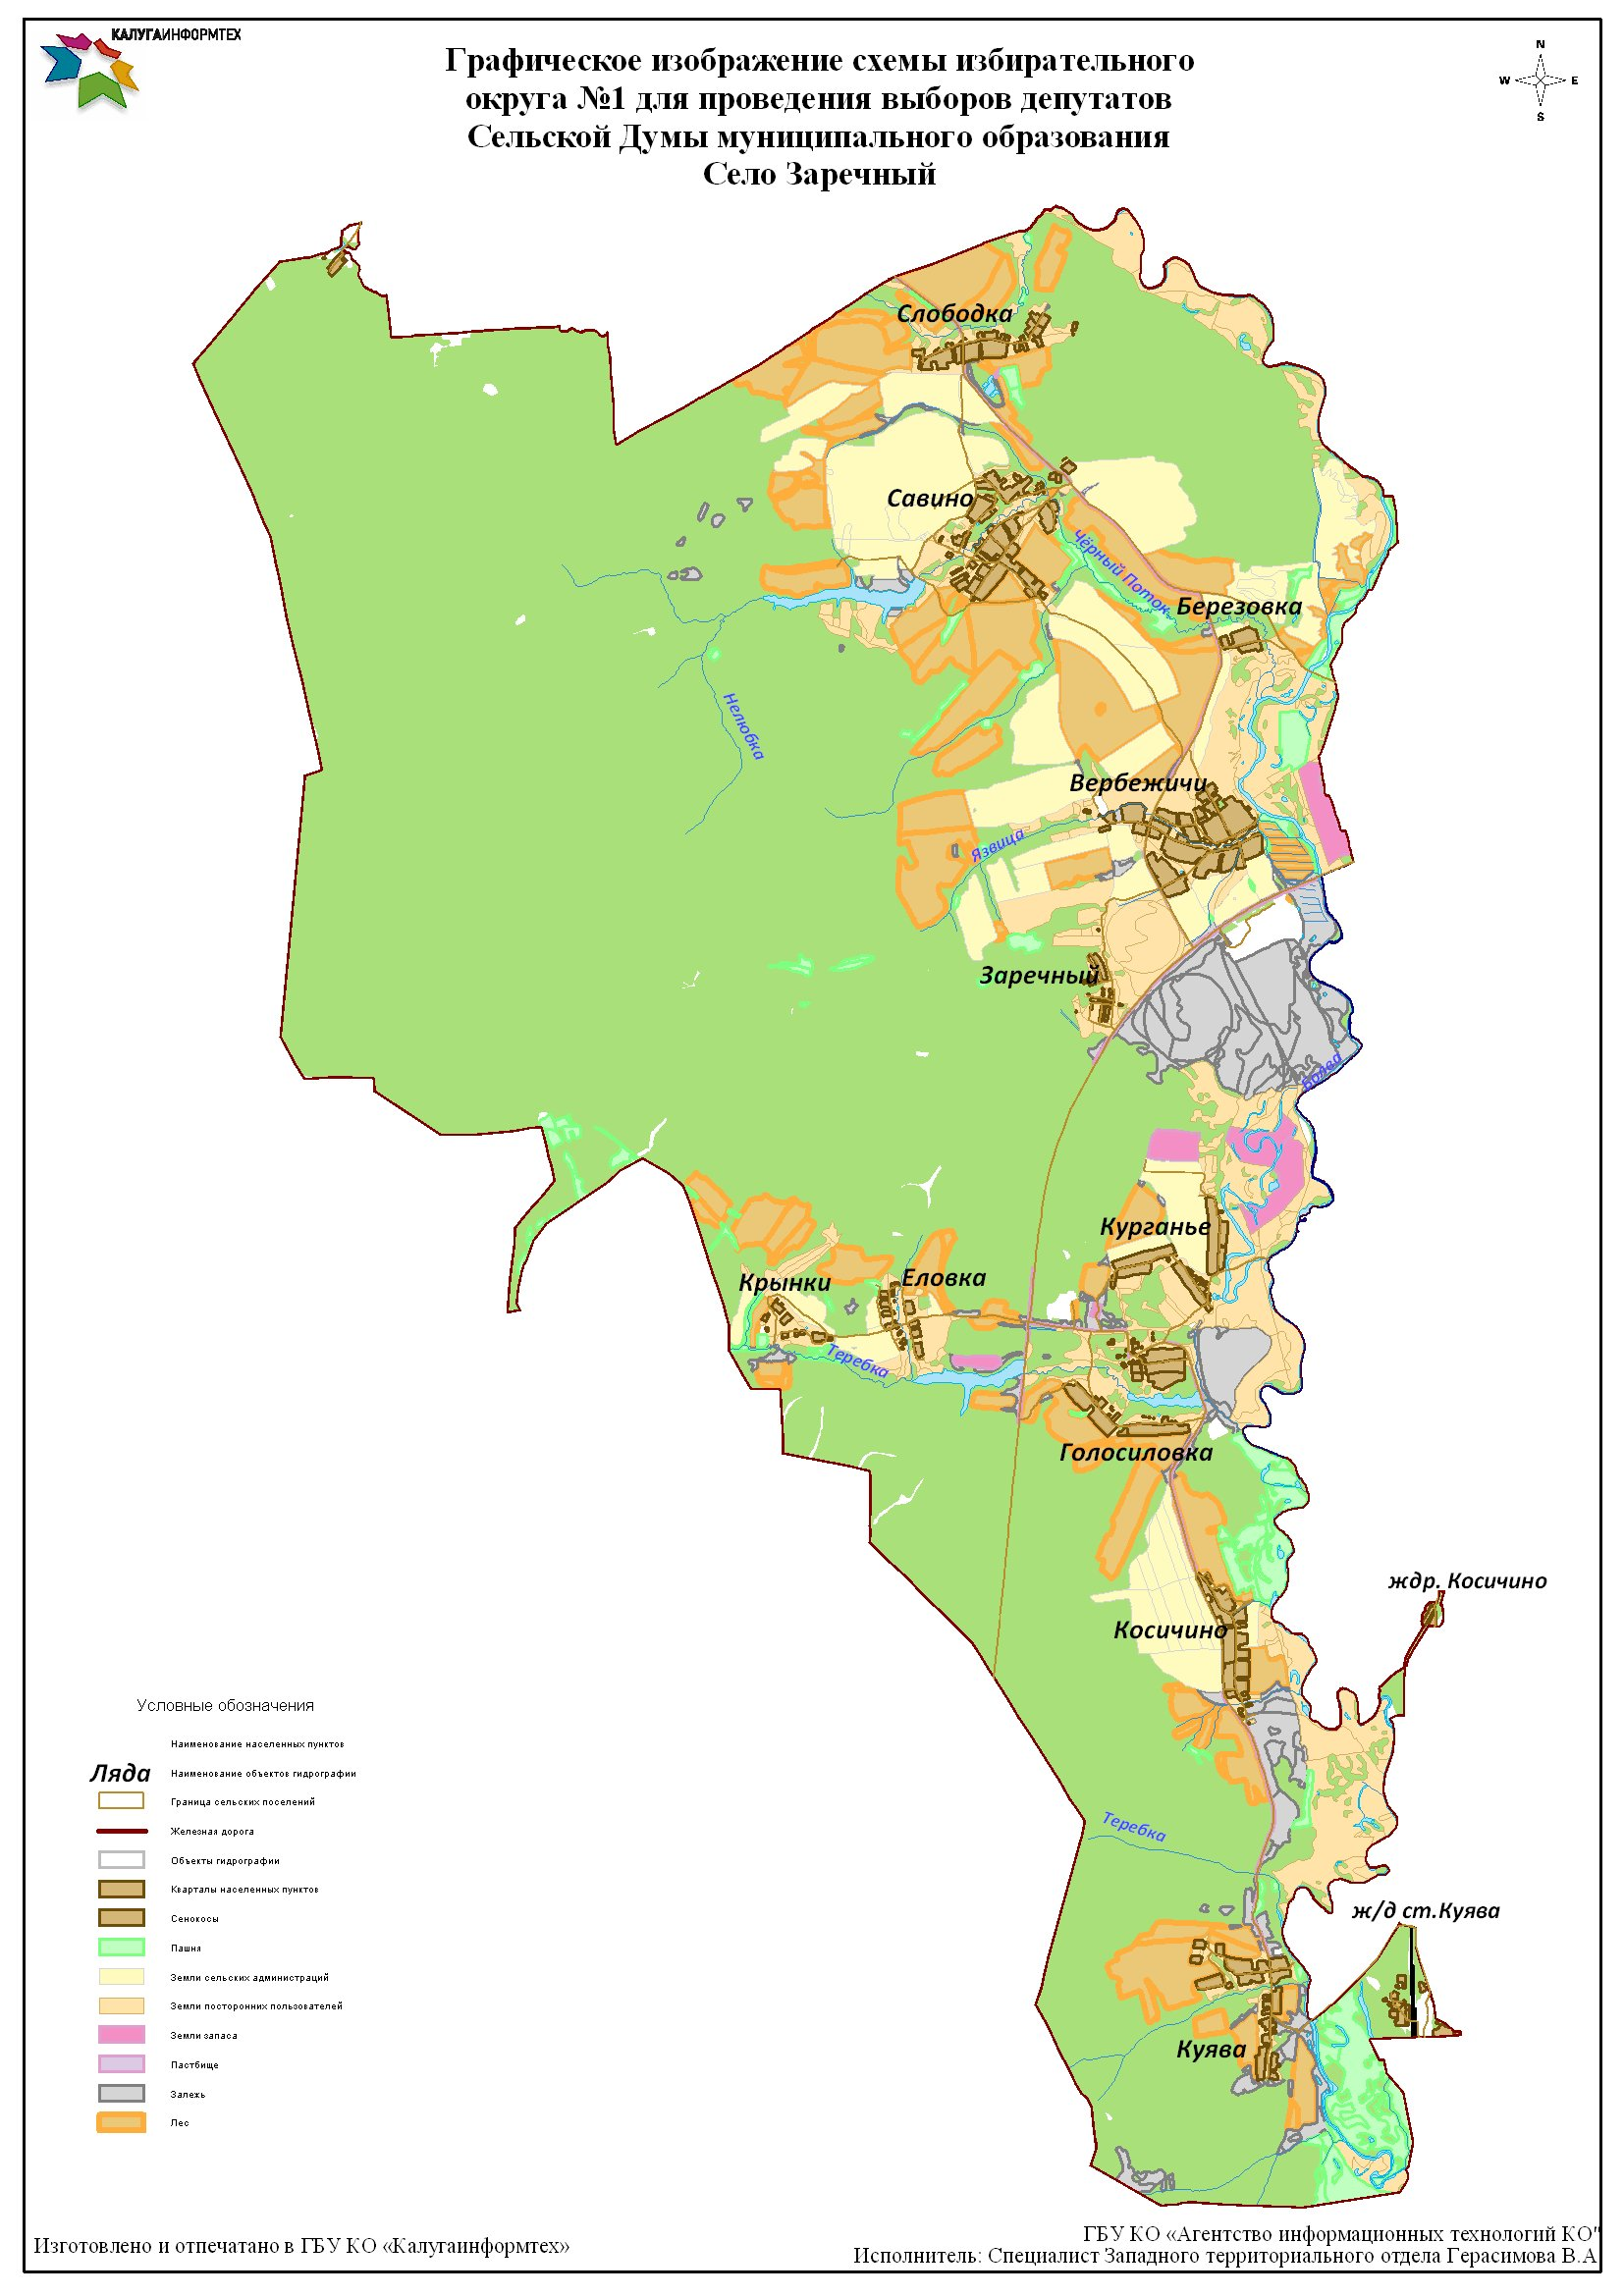 КАЛУГАИНФОРМТЕХ
Графическое изображение схемы избирательного
округа №1 для проведения выборов депутатов
Сельской Думы муниципального образования
Село Заречный
N
W E
S
Слободка
Савино
Чёрный Поток
Березовка
Нелюбка
Вербежичи
Язвица
Заречный
Болва
Курганье
Еловка
Крынки
Теребка
Голосиловка
ждр. Косичино
Косичино
Теребка
ж/д ст.Куява
Куява
Условные обозначения
Наименование населенных пунктов
Ляда Наименование объектов гидрографии
Граница сельских поселений
Железная дорога
Объекты гидрографии
Кварталы населенных пунктов
Сенокосы
Пашня
Земли сельских администраций
Земли посторонних пользователей
Земли запаса
Пастбище
Залежь
Лес
Изготовлено и отпечатано в ГБУ КО «Калугаинформтех»
ГБУ КО «Агентство информационных технологий КО"
Исполнитель: Специалист Западного территориального отдела Герасимова В.А